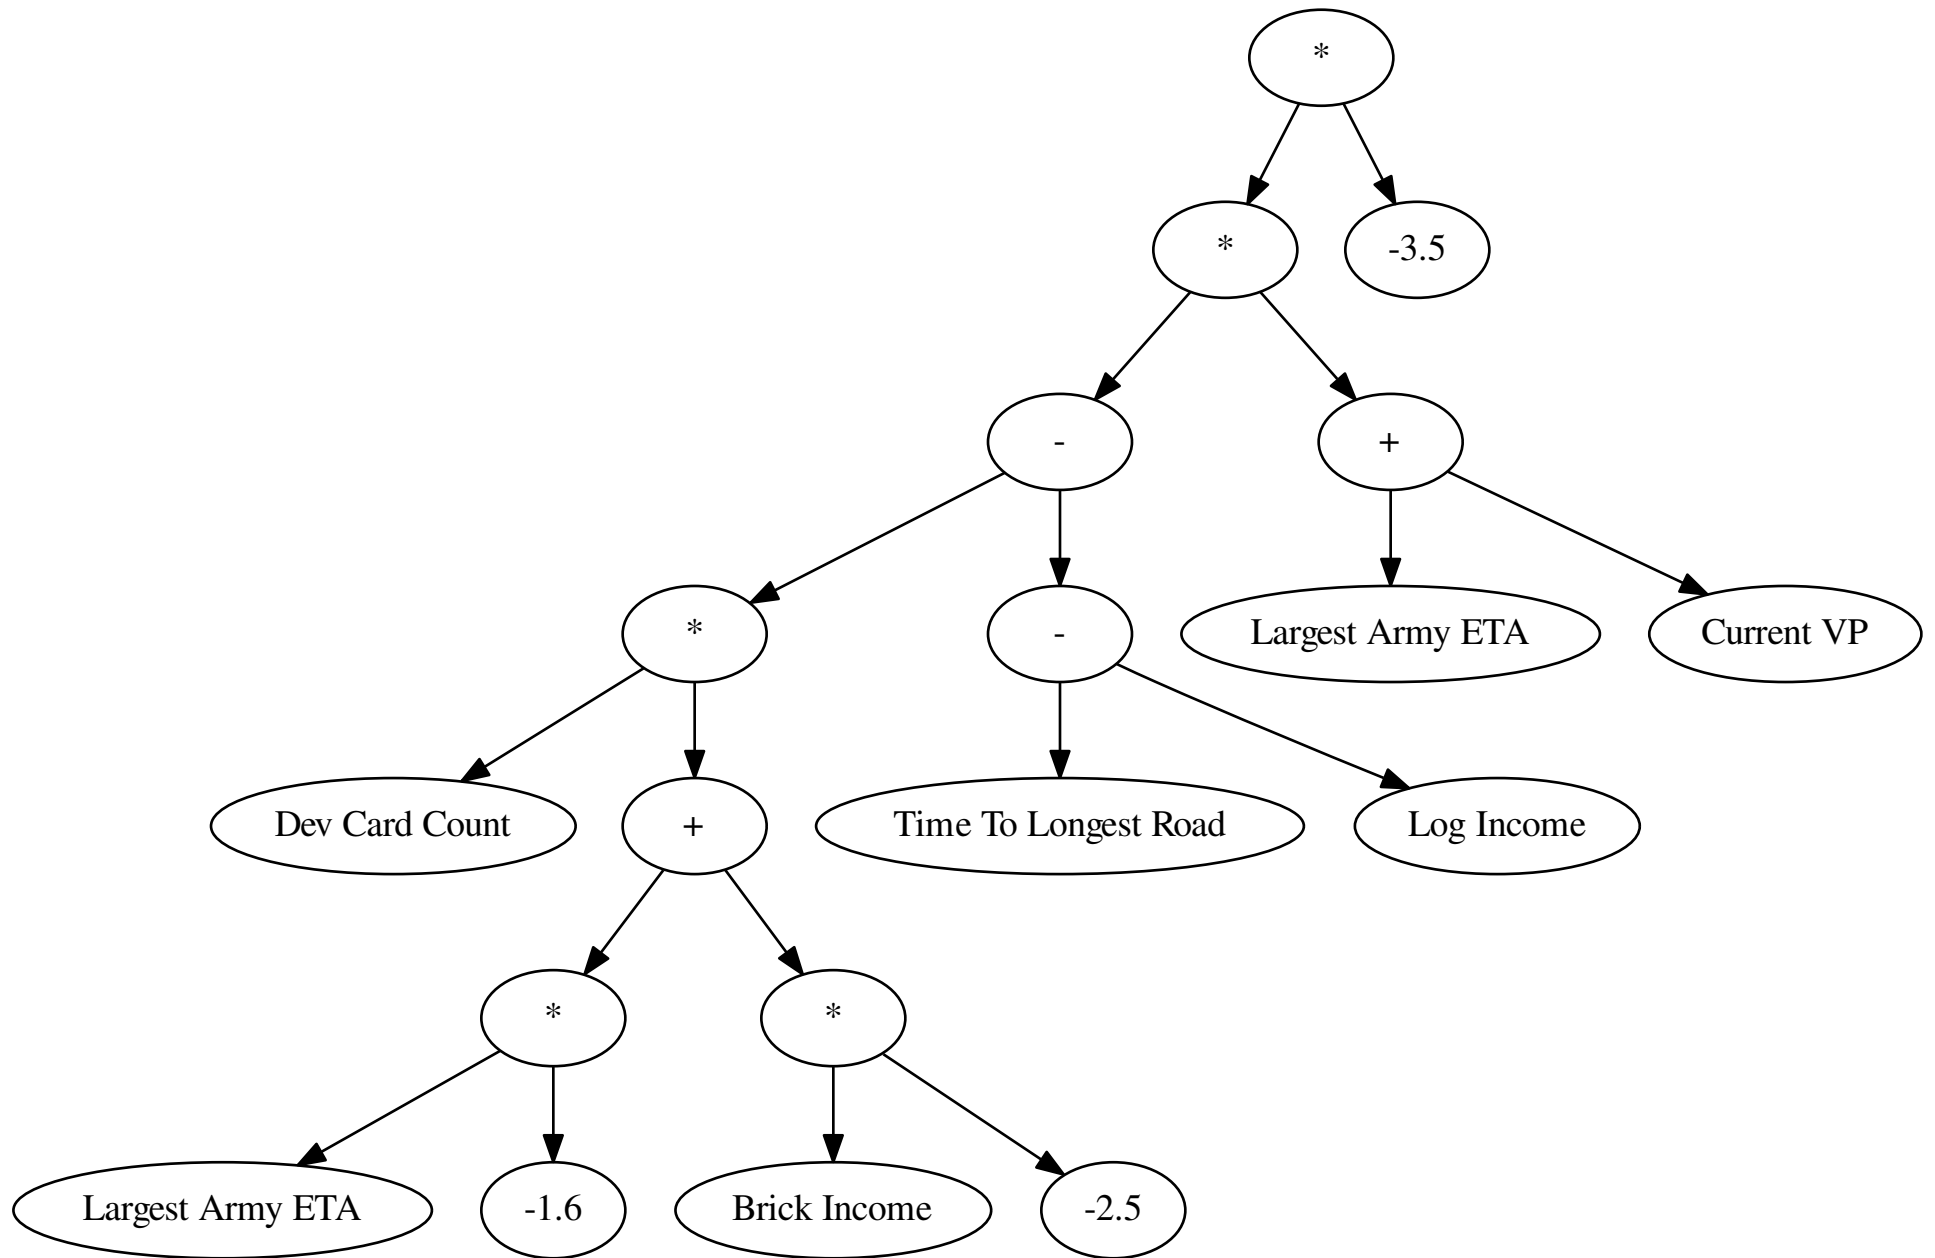 *
*
-3.5
-
+
*
-
Largest Army ETA
Current VP
Dev Card Count
+
Time To Longest Road
Log Income
*
*
Largest Army ETA
-1.6
Brick Income
-2.5